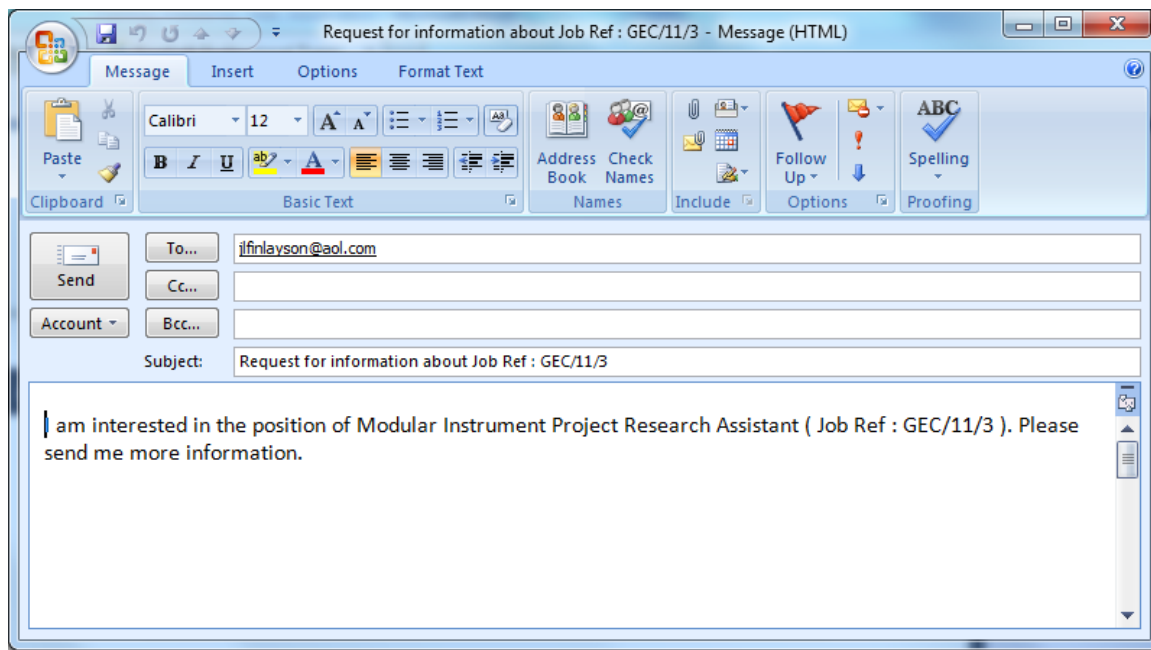 Request for information about Job Ref : GEC/11/3 - Message (HTML)
Message Insert Options Format Text
Calibri 12 A A Aa
Paste B I U ab A Address Book Check Names Follow Up ABC Spelling
Clipboard Basic Text Names Include Options Proofing
To... jlfinlayson@aol.com
Send
Cc...
Account Bcc...
Subject: Request for information about Job Ref : GEC/11/3
I am interested in the position of Modular Instrument Project Research Assistant ( Job Ref : GEC/11/3 ). Please
send me more information.